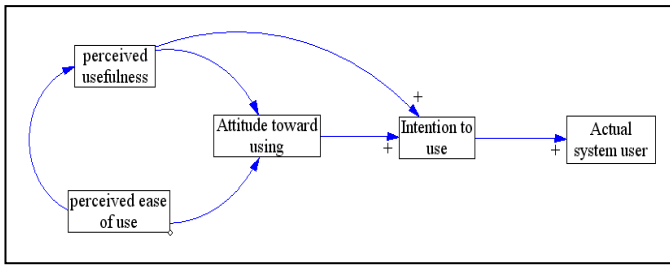 perceived
usefulness
+
Attitude toward
using
+
Intention to
use
+
Actual
system user
perceived ease
of use